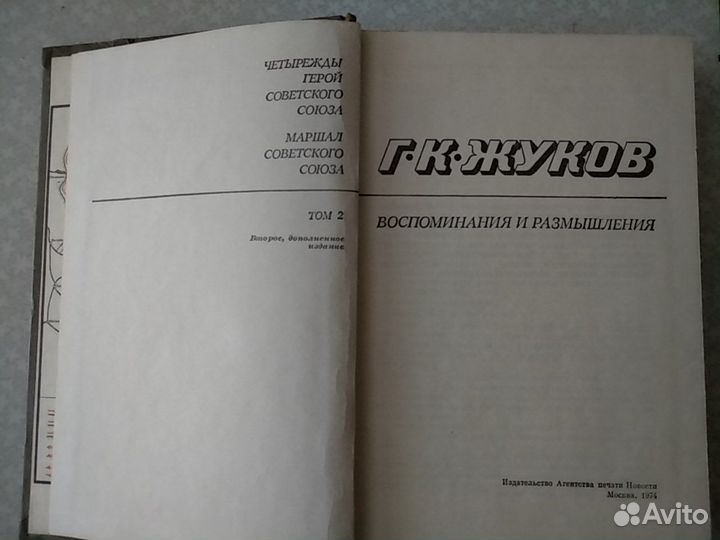 ЧЕТЫРЕЖДЫ
ГЕРОЙ
СОВЕТСКОГО
СОЮЗА
МАРШАЛ
СОВЕТСКОГО
СОЮЗА
ТОМ 2
Второе, дополненное
издание
Г·К·ЖУКОВ
ВОСПОМИНАНИЯ И РАЗМЫШЛЕНИЯ
Издательство Агентства печати Новости
Москва, 1974
Avito